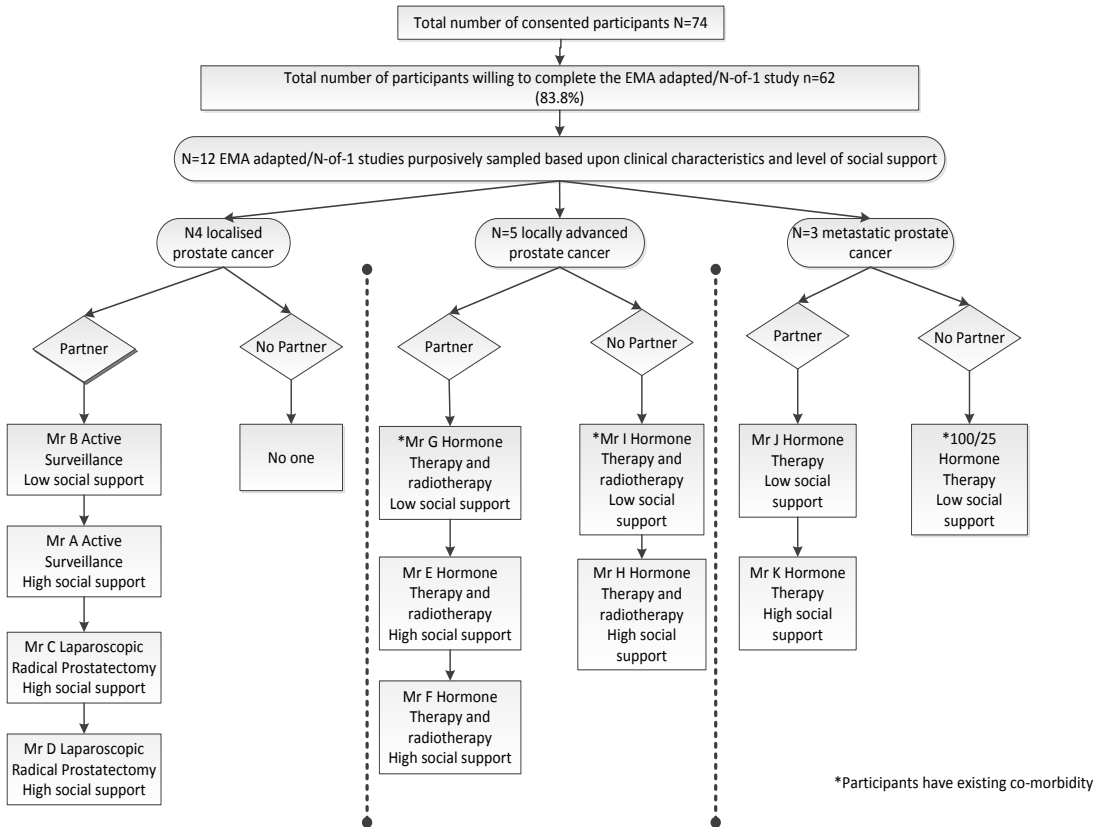 Total number of consented participants N=74
Total number of participants willing to complete the EMA adapted/N-of-1 study n=62
(83.8%)
N=12 EMA adapted/N-of-1 studies purposively sampled based upon clinical characteristics and level of social support
N4 localised
prostate cancer
N=5 locally advanced
prostate cancer
N=3 metastatic prostate
cancer
Partner
No Partner
Partner
No Partner
Partner
No Partner
Mr B Active
Surveillance
Low social support
Mr A Active
Surveillance
High social support
Mr C Laparoscopic
Radical Prostatectomy
High social support
Mr D Laparoscopic
Radical Prostatectomy
High social support
No one
*Mr G Hormone
Therapy and
radiotherapy
Low social support
Mr E Hormone
Therapy and
radiotherapy
High social support
Mr F Hormone
Therapy and
radiotherapy
High social support
*Mr I Hormone
Therapy and
radiotherapy
Low social
support
Mr H Hormone
Therapy and
radiotherapy
High social
support
Mr J Hormone
Therapy
Low social
support
Mr K Hormone
Therapy
High social
support
*100/25
Hormone
Therapy
Low social
support
*Participants have existing co-morbidity